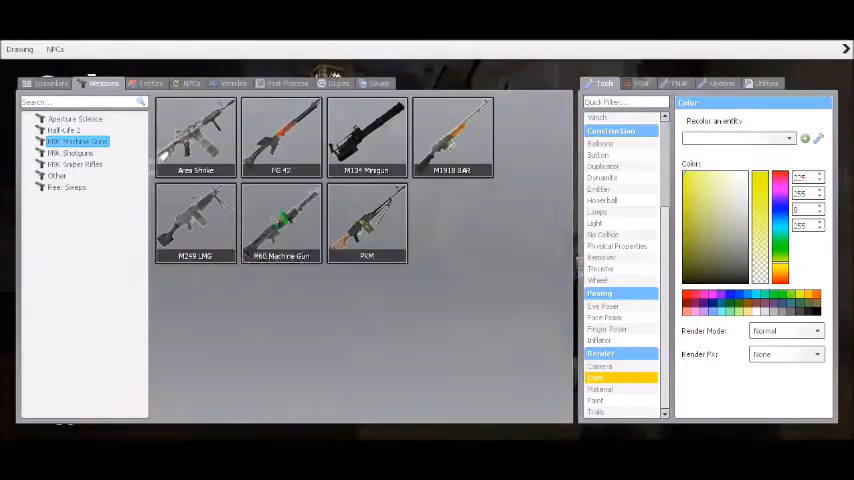 Drawing NPCs
Spawnlists Weapons Entities NPCs Vehicles Post Process Dupes Saves
Search...
Aperture Science
Half-Life 2
M9K Machine Guns
M9K Shotguns
M9K Sniper Rifles
Other
Ares Shrike
FG 42
M134 Minigun
M1918 BAR
M249 LMG
M60 Machine Gun
PKM
Tools Options Utilities
Quick Filter...
Winch
Construction
Balloons
Button
Duplicator
Dynamite
Emitter
Hoverball
Lamps
Light
No Collide
Physical Properties
Remover
Thruster
Wheel
Posing
Eye Poser
Face Poser
Finger Poser
Inflator
Render
Camera
Color
Material
Paint
Trails
Color
Recolor an entity
Color:
225
255
0
255
Render Mode: Normal
Render FX: None